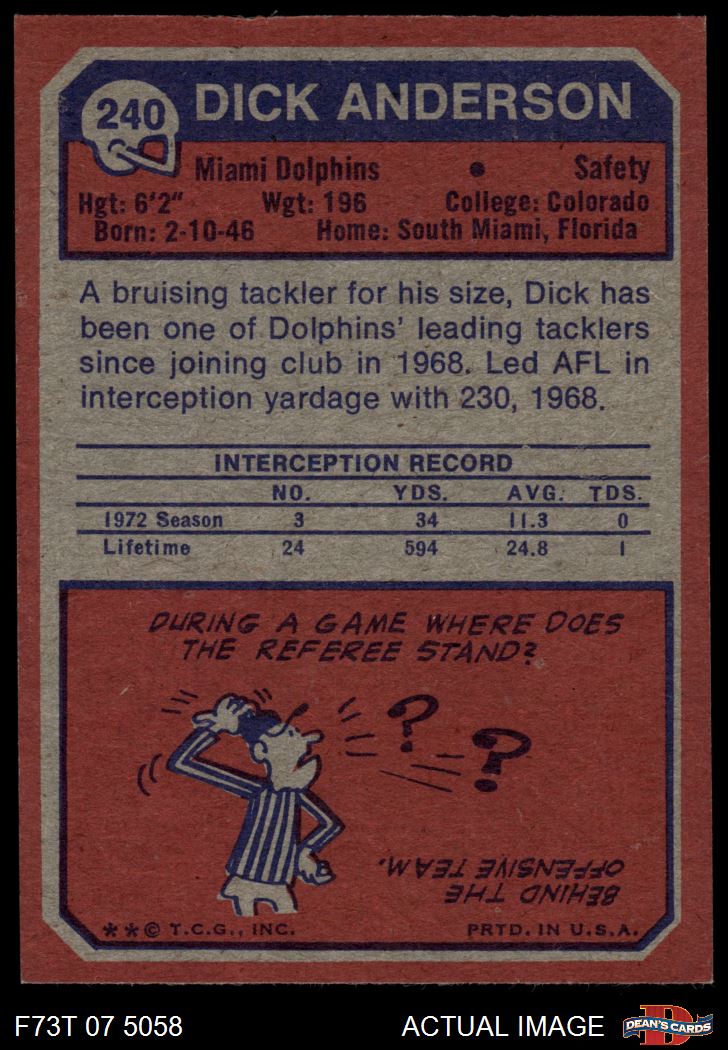 240
DICK ANDERSON
Miami Dolphins • Safety
Hgt: 6'2" Wgt: 196 College: Colorado
Born: 2-10-46 Home: South Miami, Florida
A bruising tackler for his size, Dick has
been one of Dolphins' leading tacklers
since joining club in 1968. Led AFL in
interception yardage with 230, 1968.
INTERCEPTION RECORD
NO. YDS. AVG. TDS.
1972 Season 3 34 11.3 0
Lifetime 24 594 24.8 1
DURING A GAME WHERE DOES
THE REFEREE STAND?
? ?
BEHIND THE
OFFENSIVE TEAM.
**© T.C.G., INC. PRTD. IN U.S.A.
F73T 07 5058 ACTUAL IMAGE D DEAN'S CARDS